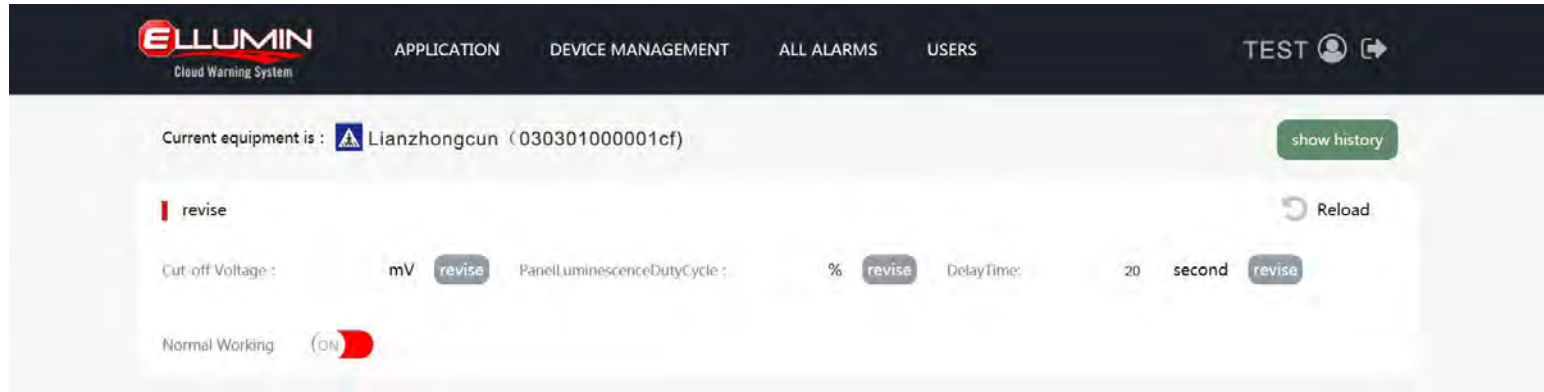 ELLUMIN
Cloud Warning System
APPLICATION DEVICE MANAGEMENT ALL ALARMS USERS TEST
Current equipment is : Lianzhongcun（030301000001cf) show history
revise Reload
Cut-off Voltage : mV revise PanelLuminescenceDutyCycle : % revise DelayTime: 20 second revise
Normal Working ON